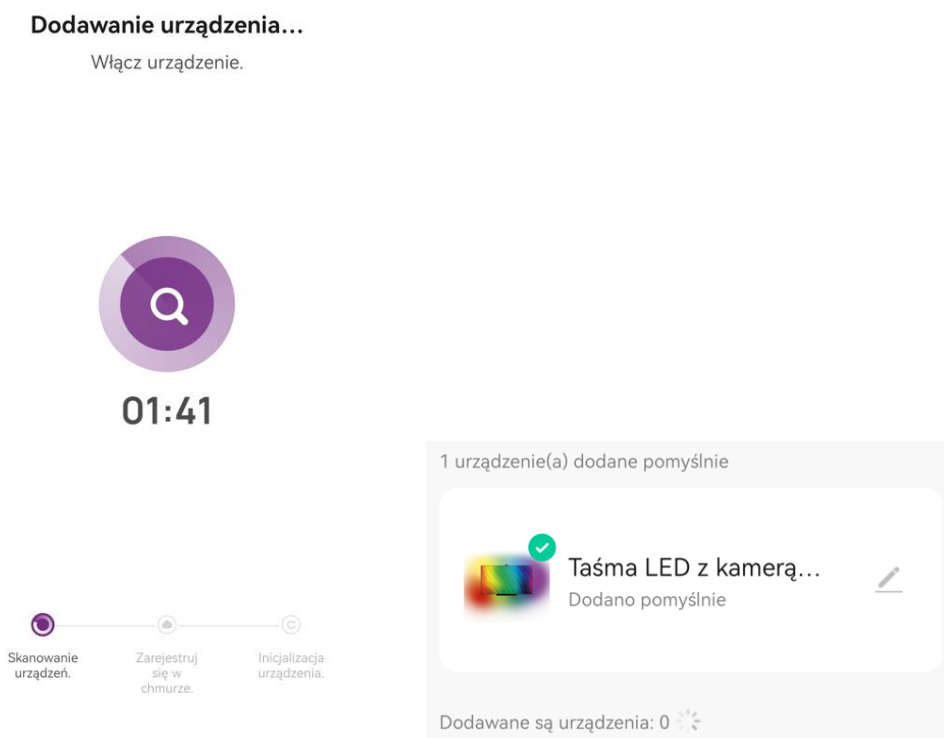 Dodawanie urządzenia...
Włącz urządzenie.
01:41
Skanowanie
urządzeń.
Zarejestruj
się w
chmurze.
Inicjalizacja
urządzenia.
1 urządzenie(a) dodane pomyślnie
Taśma LED z kamerą...
Dodano pomyślnie
Dodawane są urządzenia: 0